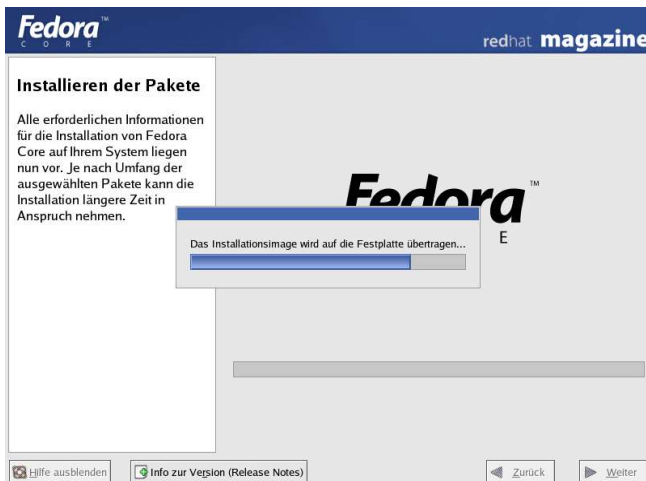 Fedora™
CORE
redhat magazine
Installieren der Pakete
Alle erforderlichen Informationen
für die Installation von Fedora
Core auf Ihrem System liegen
nun vor. Je nach Umfang der
ausgewählten Pakete kann die
Installation längere Zeit in
Anspruch nehmen.
Fedora™
E
Das Installationsimage wird auf die Festplatte übertragen...
Hilfe ausblenden
Info zur Version (Release Notes)
Zurück
Weiter